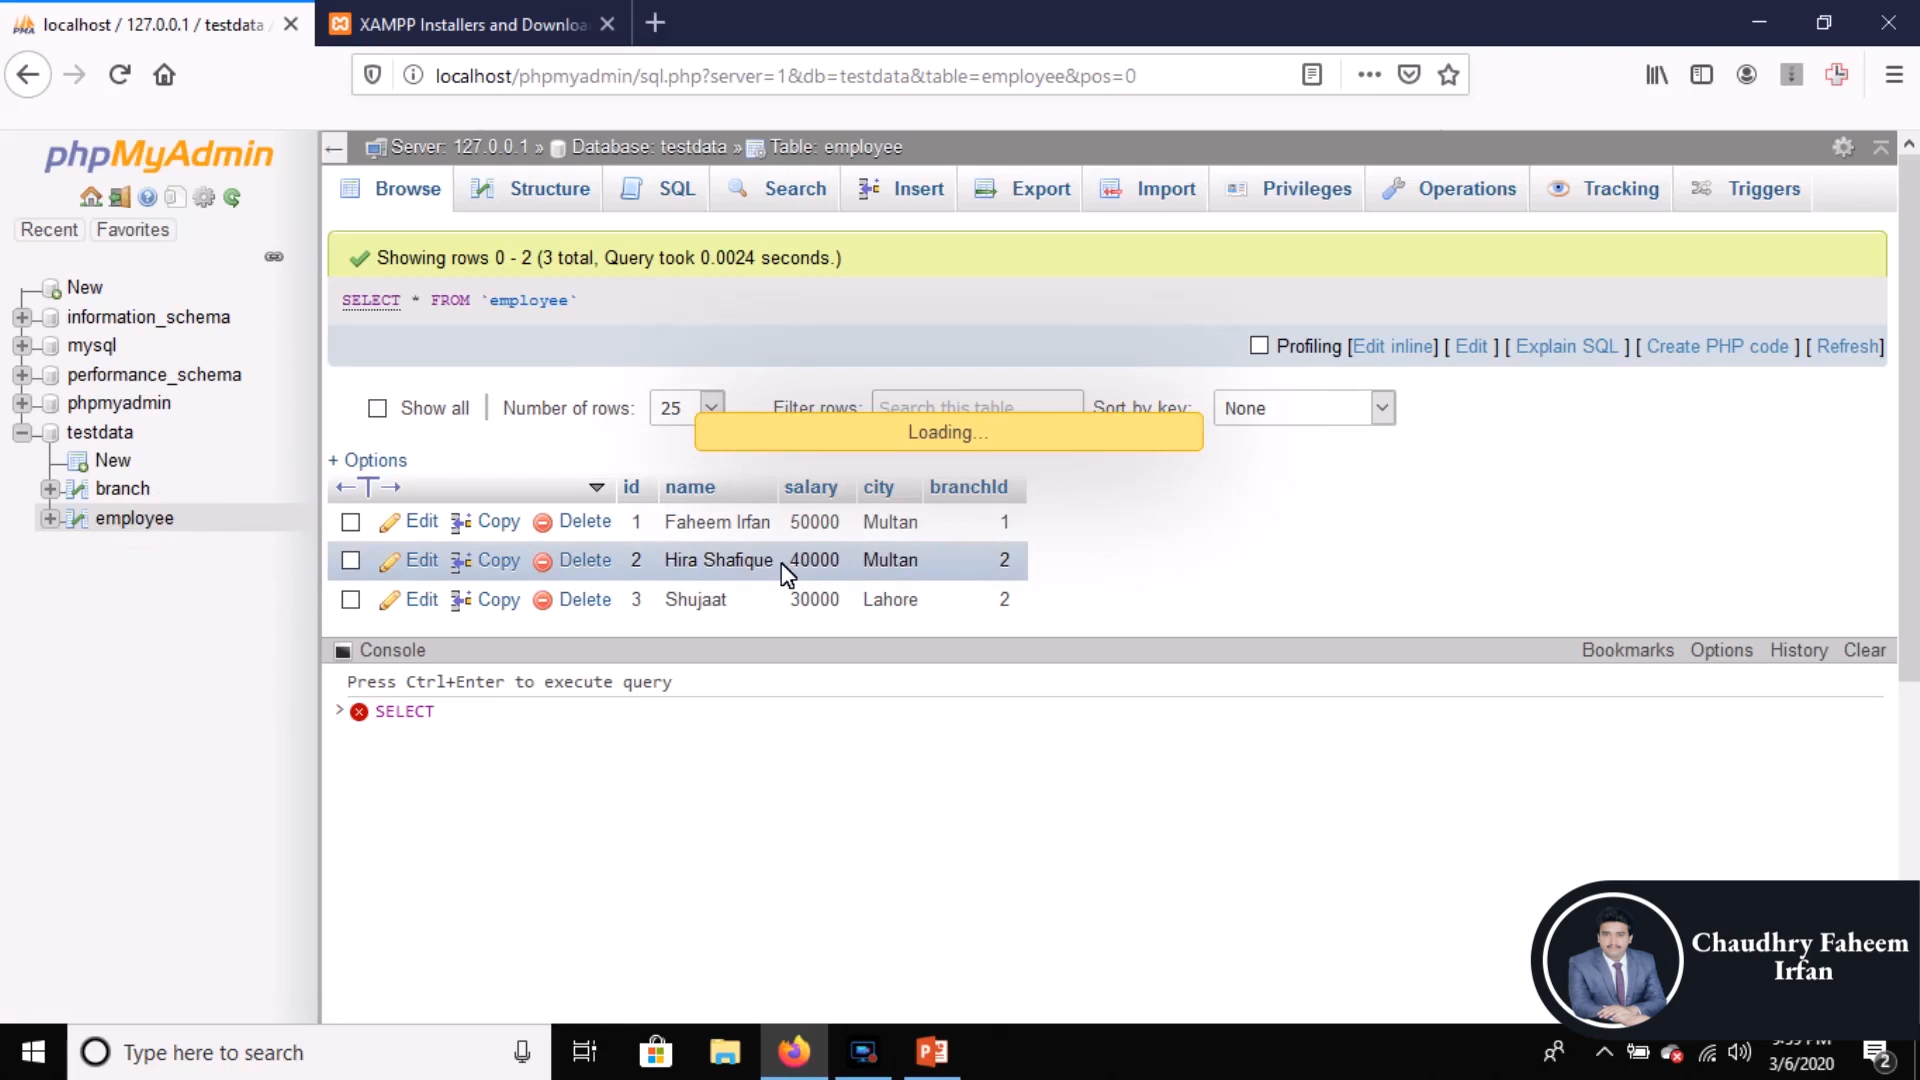 localhost / 127.0.0.1 / testdata /
XAMPP Installers and Downloa
localhost/phpmyadmin/sql.php?server=1&db=testdata&table=employee&pos=0
phpMyAdmin
Recent Favorites
New
information_schema
mysql
performance_schema
phpmyadmin
testdata
New
branch
employee
Server: 127.0.0.1 » Database: testdata » Table: employee
Browse Structure SQL Search Insert Export Import Privileges Operations Tracking Triggers
Showing rows 0 - 2 (3 total, Query took 0.0024 seconds.)
SELECT * FROM `employee`
Profiling [Edit inline] [ Edit ] [ Explain SQL ] [ Create PHP code ] [ Refresh]
Show all | Number of rows: 25 Filter rows: Search this table Sort by key: None
Loading...
+ Options
id name salary city branchId
Edit Copy Delete 1 Faheem Irfan 50000 Multan 1
Edit Copy Delete 2 Hira Shafique 40000 Multan 2
Edit Copy Delete 3 Shujaat 30000 Lahore 2
Console
Bookmarks Options History Clear
Press Ctrl+Enter to execute query
> SELECT
Chaudhry Faheem
Irfan
Type here to search
3/6/2020
2